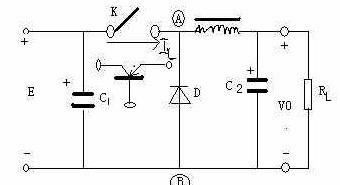 K
A
+
+
I
+
C1
E
D
C2
+
V0
RL
-
-
B